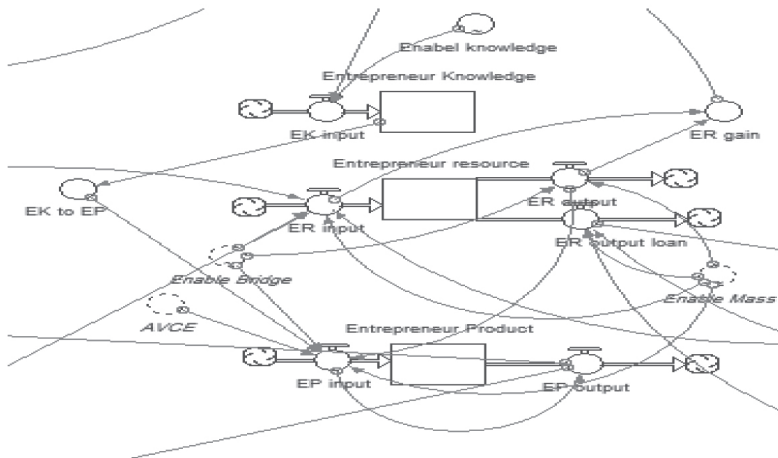 Enabel knowledge
Entrepreneur Knowledge
EK input
ER gain
Entrepreneur resource
EK to EP
ER input
ER output
ER output loan
Enable Bridge
Enable Mass
AVCE
Entrepreneur Product
EP input
EP output